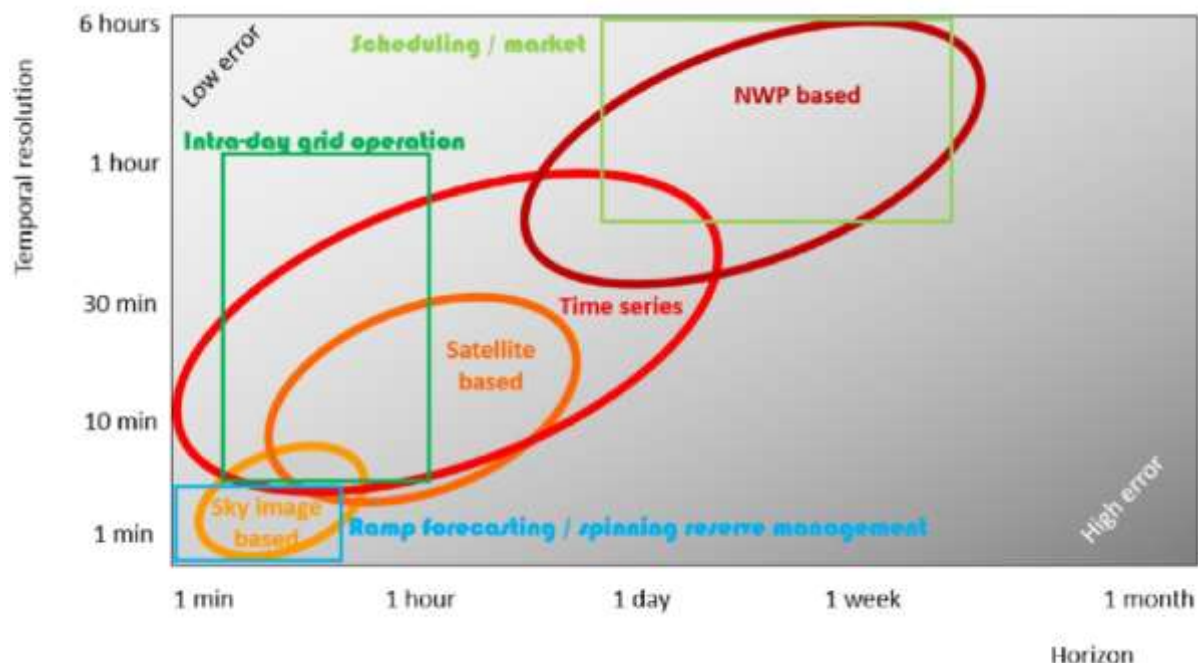 6 hours
Temporal resolution
Low error
Scheduling / market
NWP based
Intra-day grid operation
1 hour
30 min
Time series
Satellite
based
10 min
Sky image
based
1 min
Ramp forecasting / spinning reserve management
High error
1 min
1 hour
1 day
1 week
1 month
Horizon